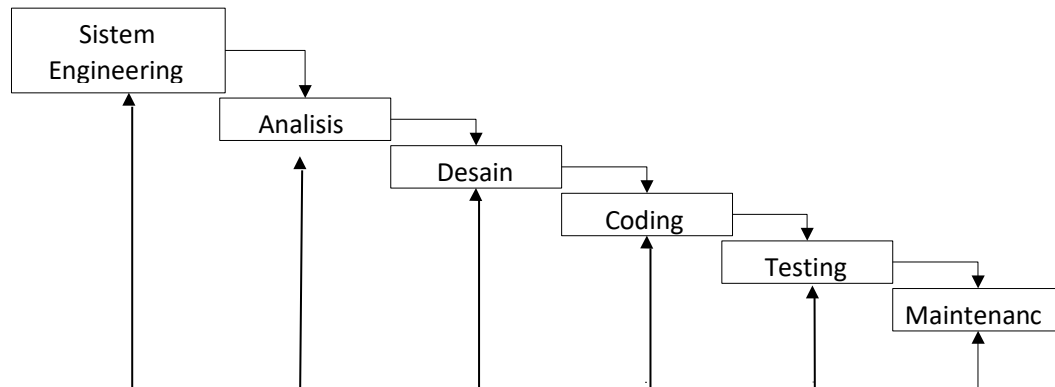 Sistem
Engineering
Analisis
Desain
Coding
Testing
Maintenanc